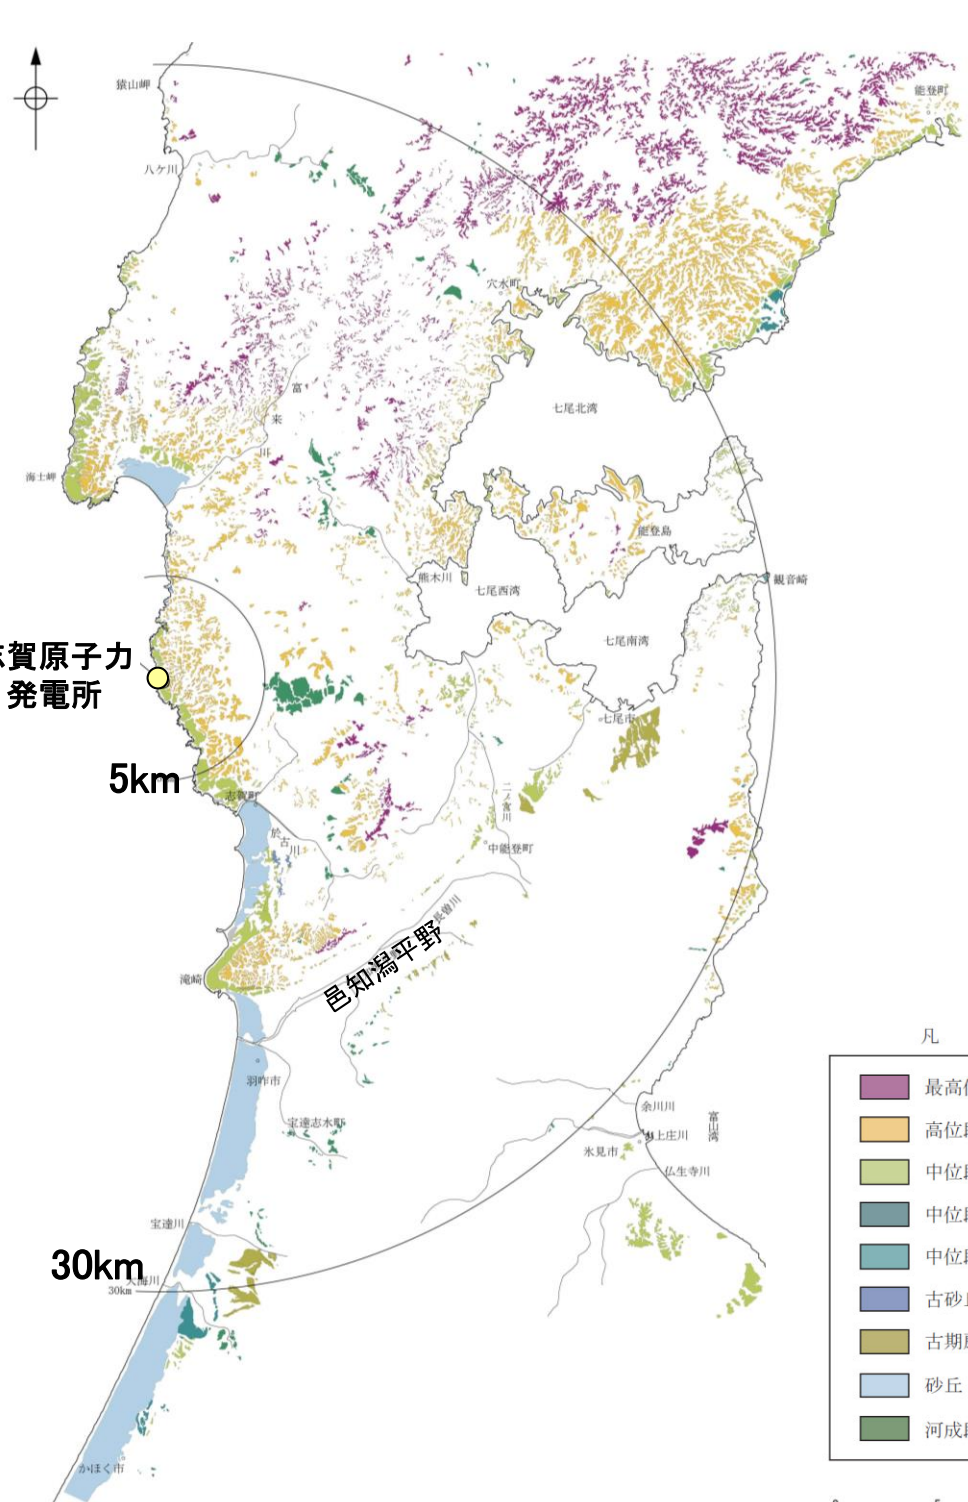 猿山岬
能登町
八ケ川
穴水町
富
来
川
七尾北湾
海士岬
能登島
熊木川
七尾西湾
観音崎
七尾南湾
賀原子力
発電所
七尾市
5km
志賀町
二ノ宮川
於
古
川
中能登町
長曽川
邑知潟平野
滝崎
凡
羽咋市
最高
余川川
富山湾
宝達志水町
高位
上庄川
氷見市
中位
仏生寺川
中位
宝達川
中位
30km
大海川
30km
古砂
古期
砂丘
河成
かほく市